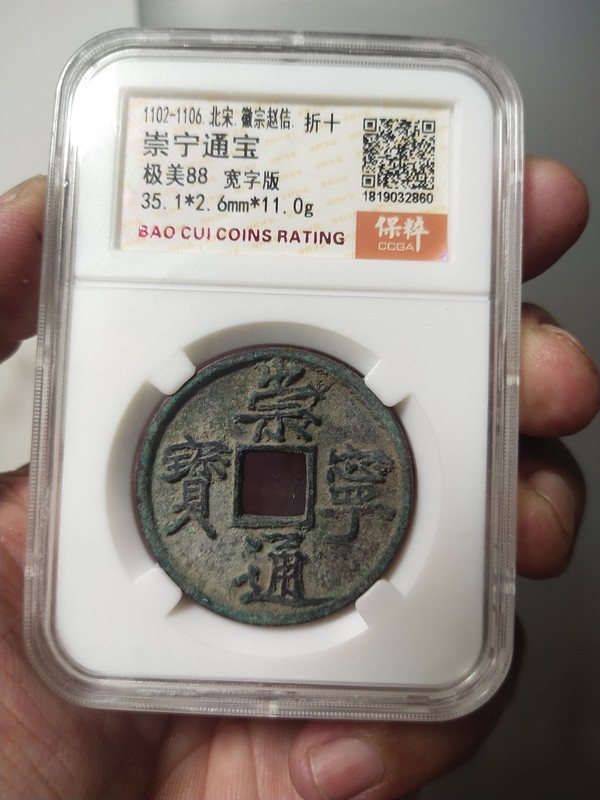 1102-1106. 北宋. 徽宗赵佶. 折十
崇宁通宝
极美88 宽字版
35.1*2.6mm*11.0g
BAO CUI COINS RATING
1819032860
保粹
CCGA
崇
寧
通
寳